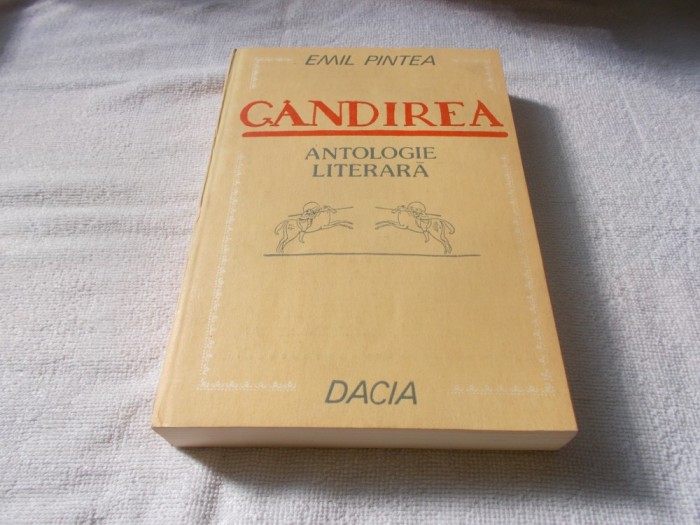 EMIL PINTEA
GÂNDIREA
ANTOLOGIE
LITERARĂ
DACIA